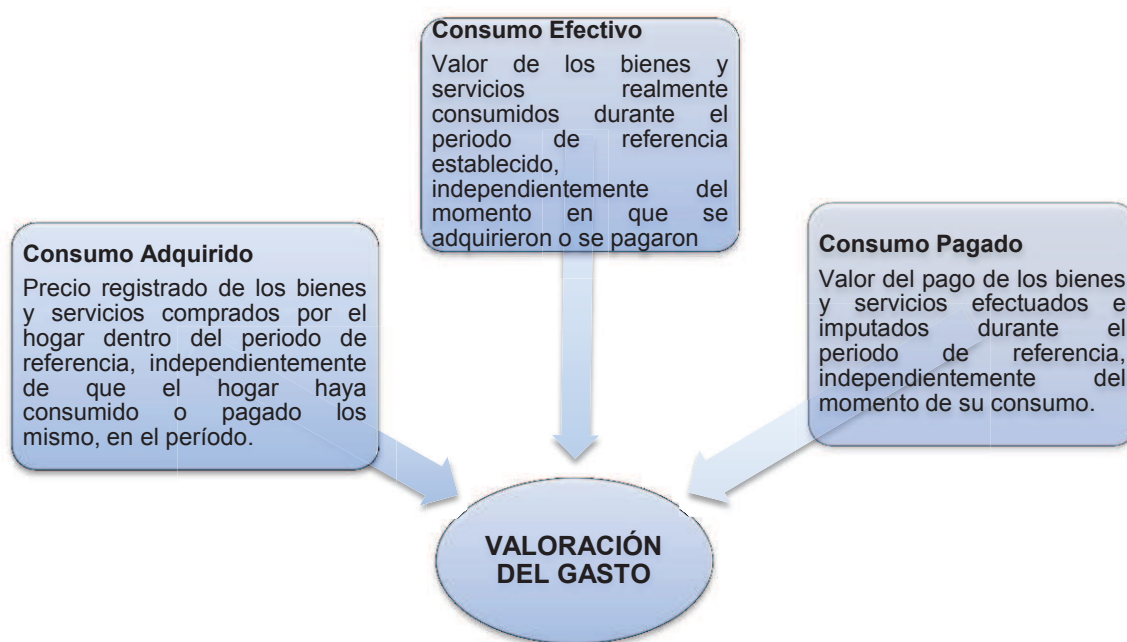 Consumo Efectivo
Valor de los bienes y
servicios realmente
consumidos durante el
periodo de referencia
establecido,
independientemente del
momento en que se
adquirieron o se pagaron
Consumo Adquirido
Precio registrado de los bienes
y servicios comprados por el
hogar dentro del periodo de
referencia, independientemente
de que el hogar haya
consumido o pagado los
mismo, en el período.
Consumo Pagado
Valor del pago de los bienes
y servicios efectuados e
imputados durante el
periodo de referencia,
independientemente del
momento de su consumo.
VALORACIÓN
DEL GASTO